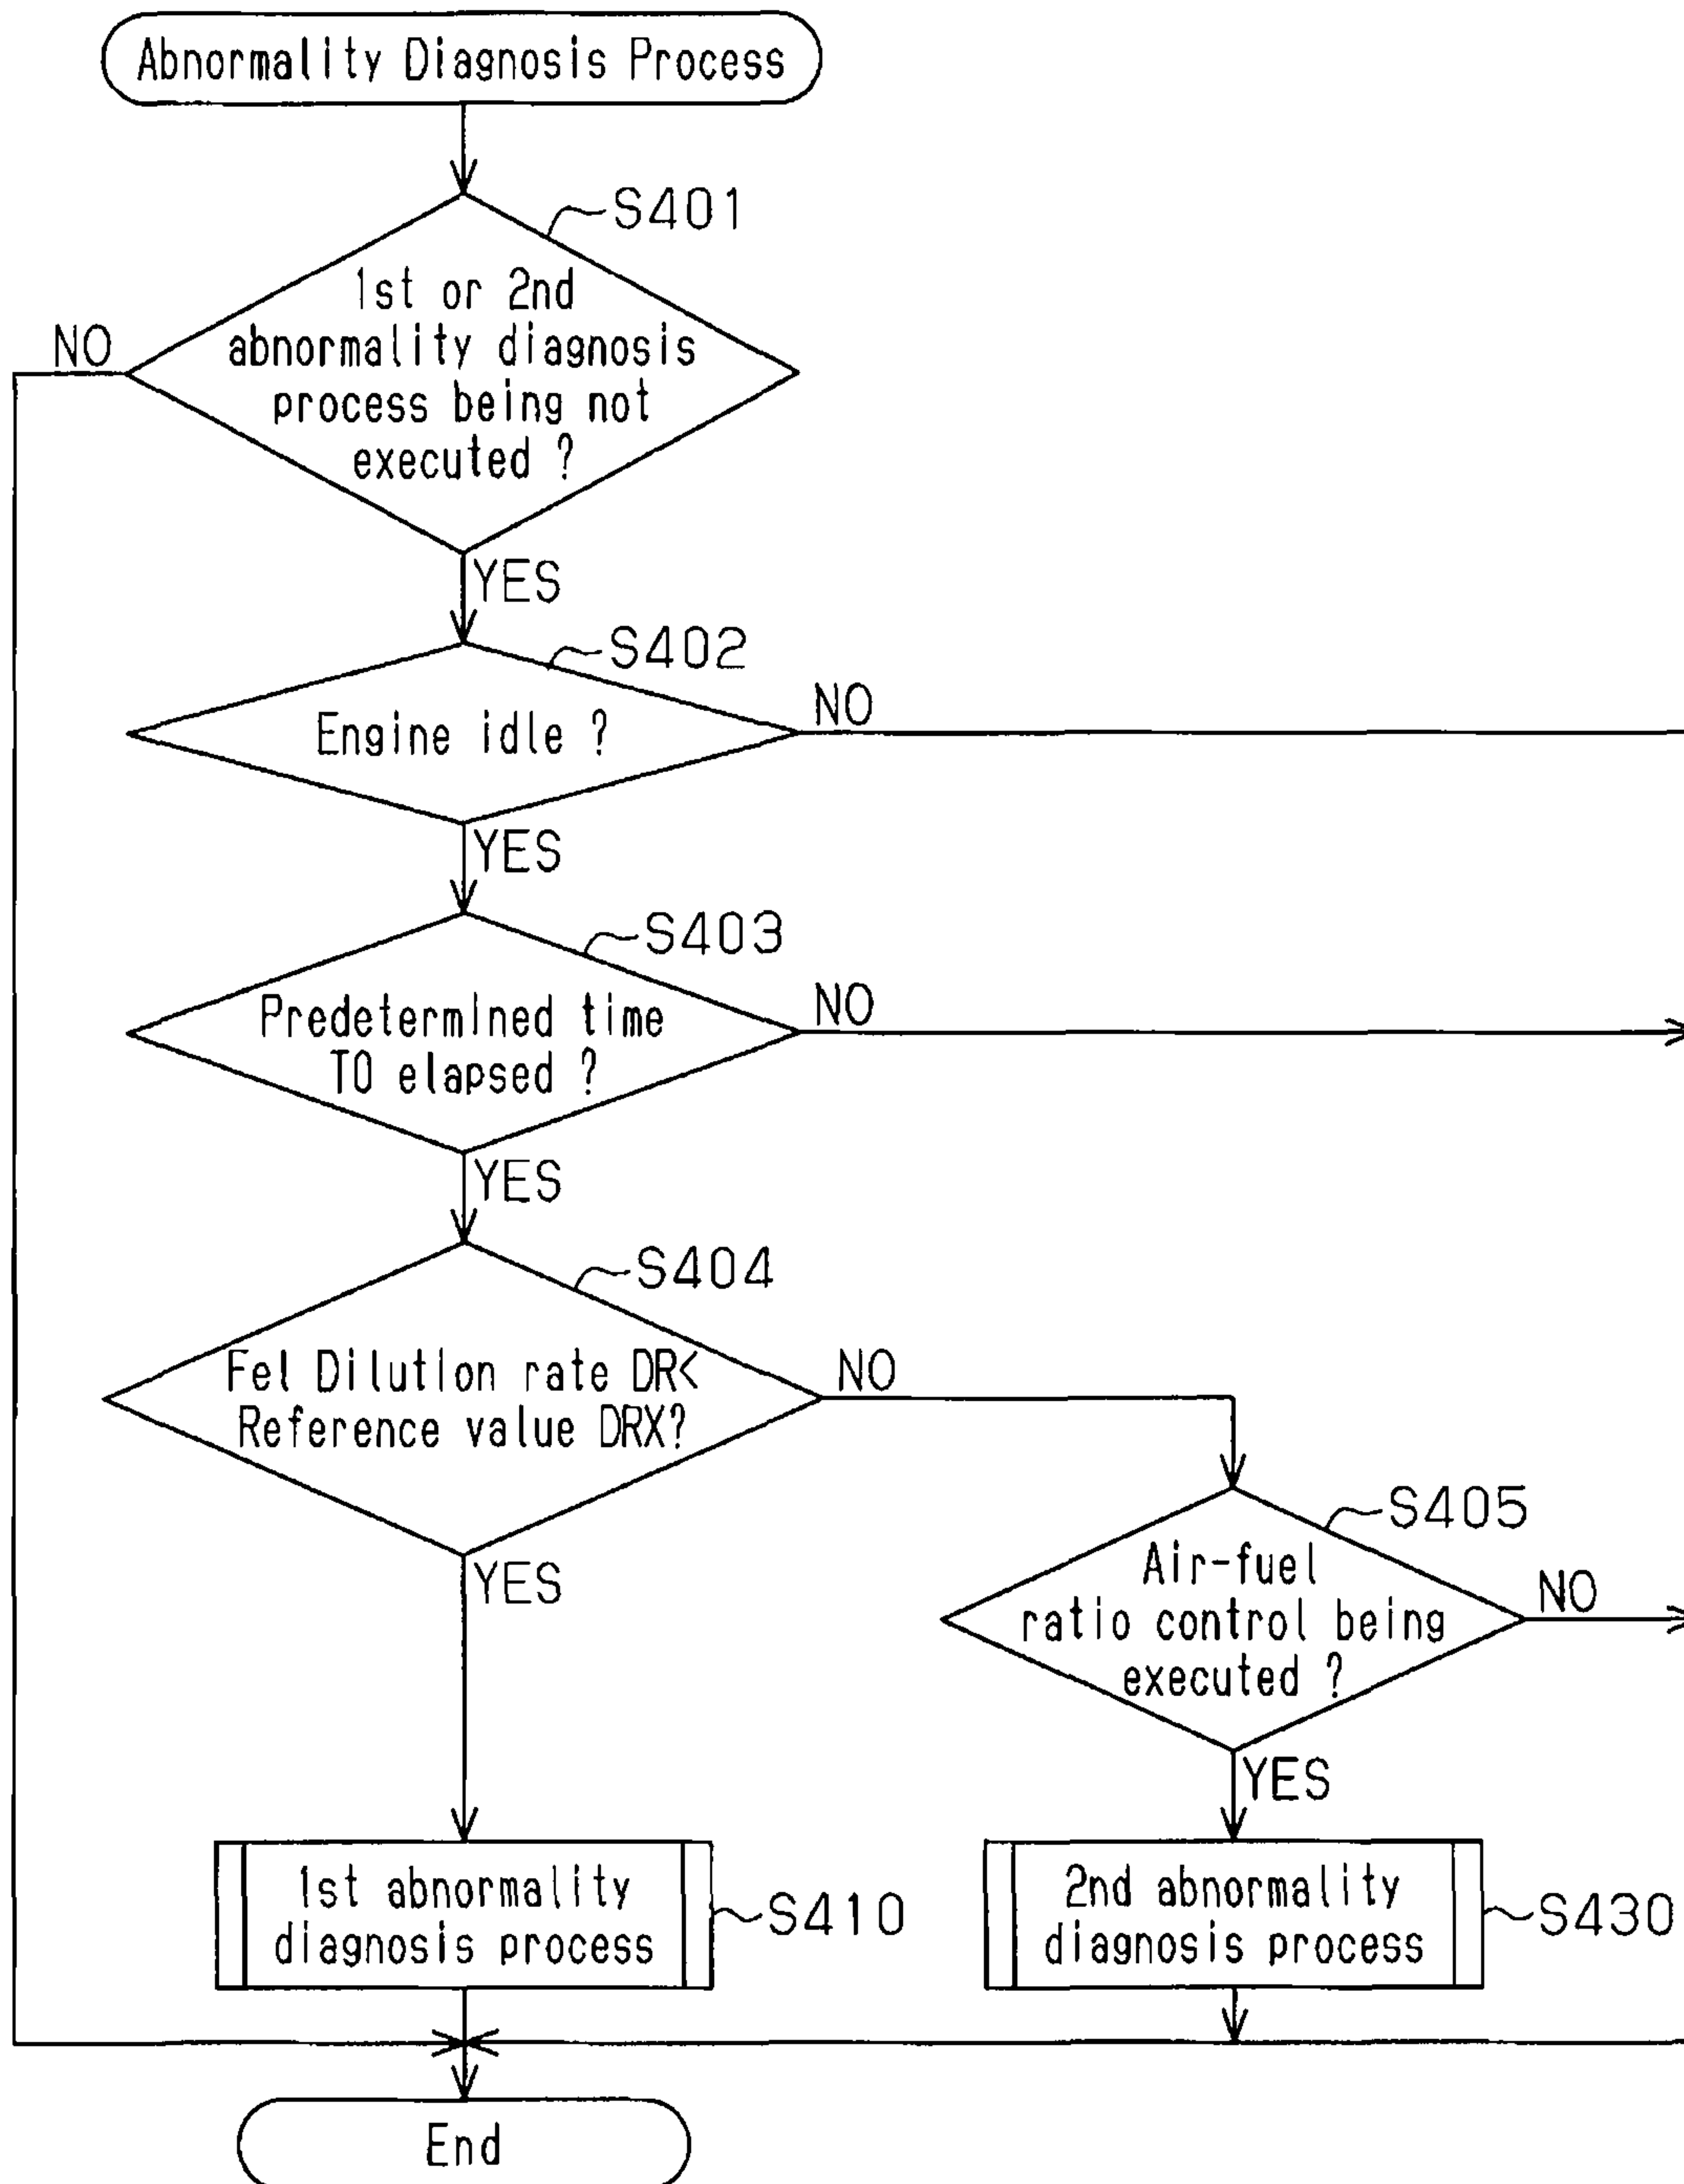 Abnormality Diagnosis Process
S401
1st or 2nd
abnormality diagnosis
process being not
executed ?
NO
YES
S402
Engine idle ?
NO
YES
S403
Predetermined time
T0 elapsed ?
NO
YES
S404
Fel Dilution rate DR<
Reference value DRX?
NO
YES
S405
Air-fuel
ratio control being
executed ?
NO
YES
1st abnormality
diagnosis process
S410
2nd abnormality
diagnosis process
S430
End